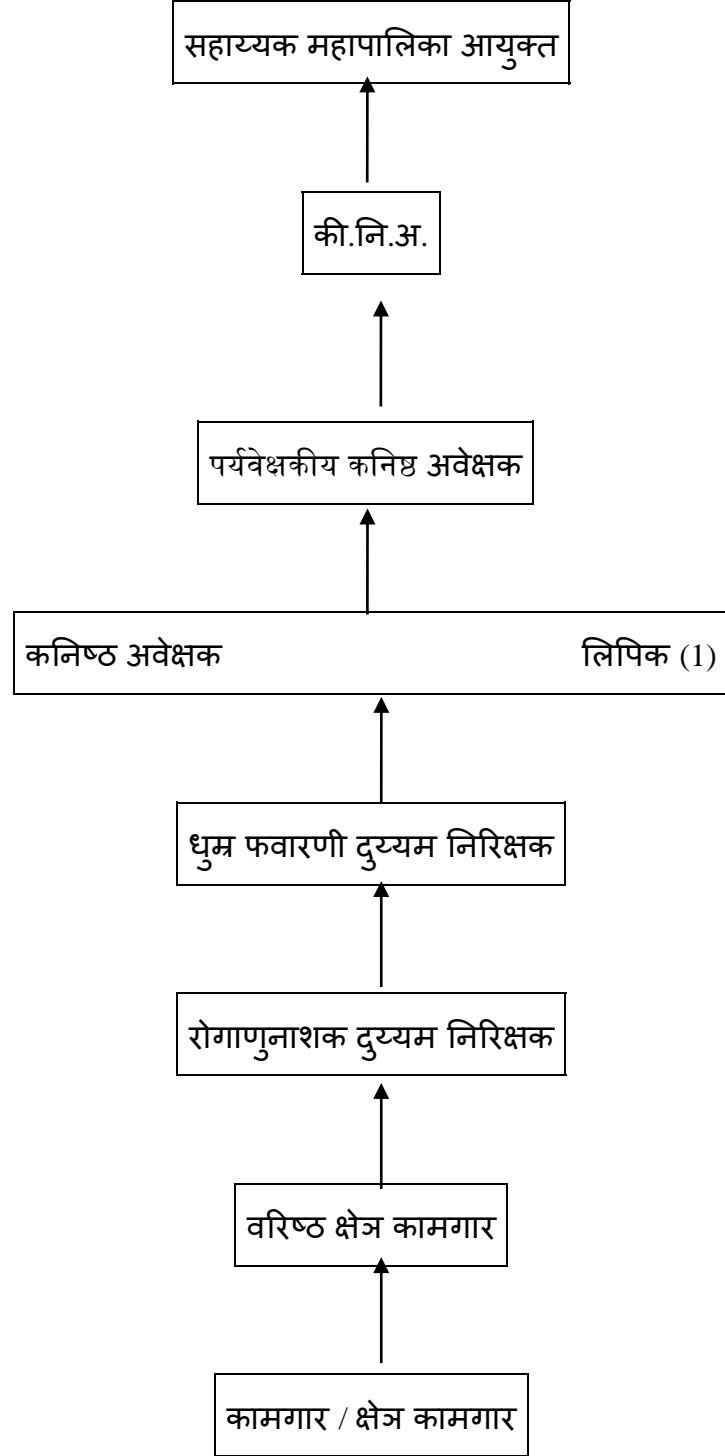 सहाय्यक महापालिका आयुक्त
की.नि.अ.
पर्यवेक्षकीय कनिष्ठ अवेक्षक
कनिष्ठ अवेक्षक लिपिक (1)
धुम्र फवारणी दुय्यम निरिक्षक
रोगाणुनाशक दुय्यम निरिक्षक
वरिष्ठ क्षेत्र कामगार
कामगार / क्षेत्र कामगार